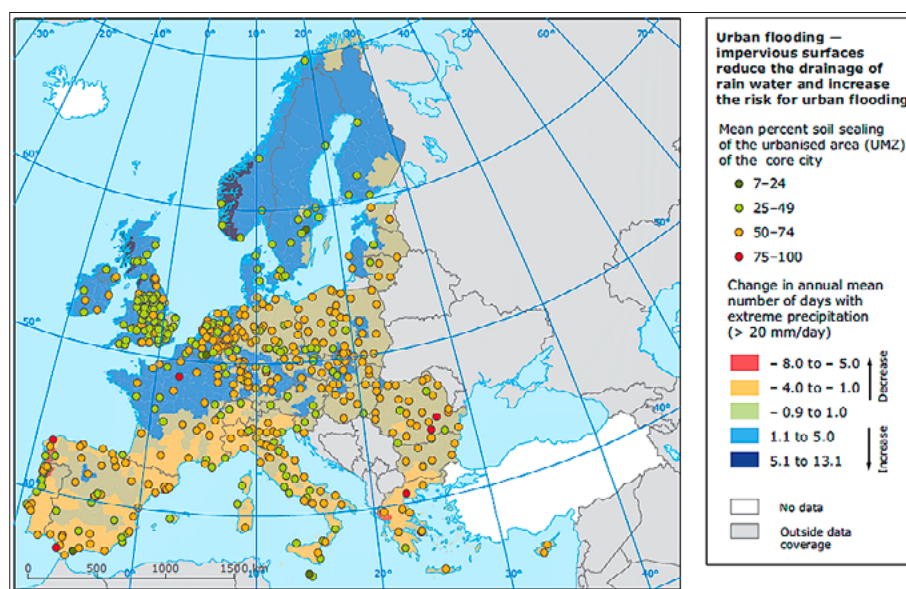 -30° -20° -10° 0° 10° 20° 30° 40° 50° 60° 70°
60°
50°
50°
40°
40°
0 500 1000 1500 km
0° 10° 20° 30°
Urban flooding —
impervious surfaces
reduce the drainage of
rain water and increase
the risk for urban flooding
Mean percent soil sealing
of the urbanised area (UMZ)
of the core city
7–24
25–49
50–74
75–100
Change in annual mean
number of days with
extreme precipitation
(> 20 mm/day)
– 8.0 to – 5.0
– 4.0 to – 1.0
Decrease
– 0.9 to 1.0
1.1 to 5.0
5.1 to 13.1
Increase
No data
Outside data
coverage